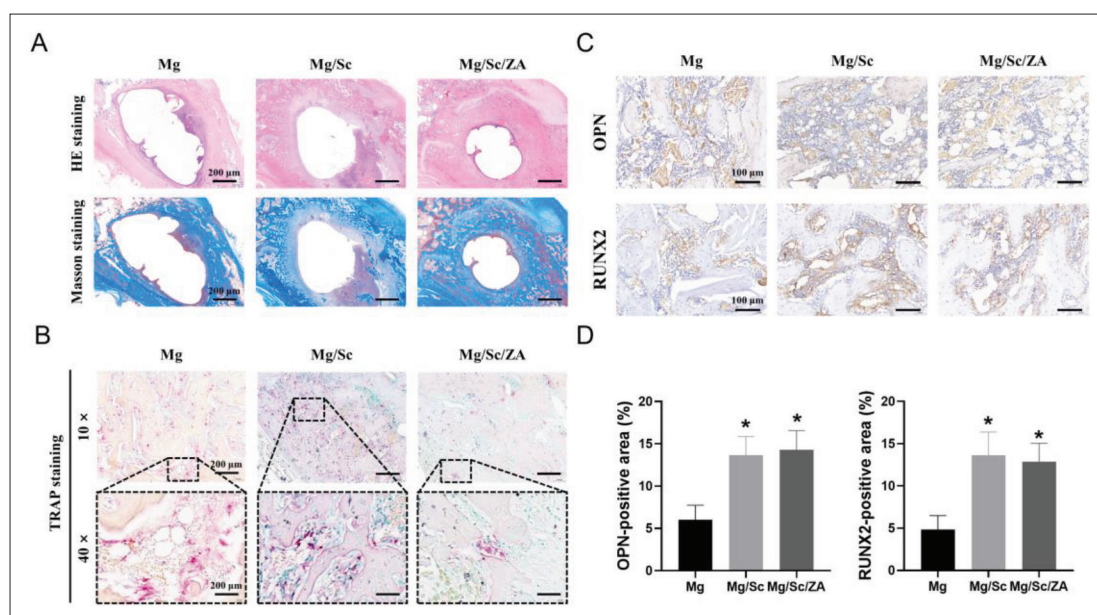 A
Mg
Mg/Sc
Mg/Sc/ZA
HE staining
200 µm
Masson staining
200 µm
B
Mg
Mg/Sc
Mg/Sc/ZA
TRAP staining
10 ×
200 µm
40 ×
200 µm
C
Mg
Mg/Sc
Mg/Sc/ZA
OPN
100 µm
RUNX2
100 µm
D
OPN-positive area (%)
20
15
10
5
0
*
*
Mg
Mg/Sc
Mg/Sc/ZA
RUNX2-positive area (%)
20
15
10
5
0
*
*
Mg
Mg/Sc
Mg/Sc/ZA